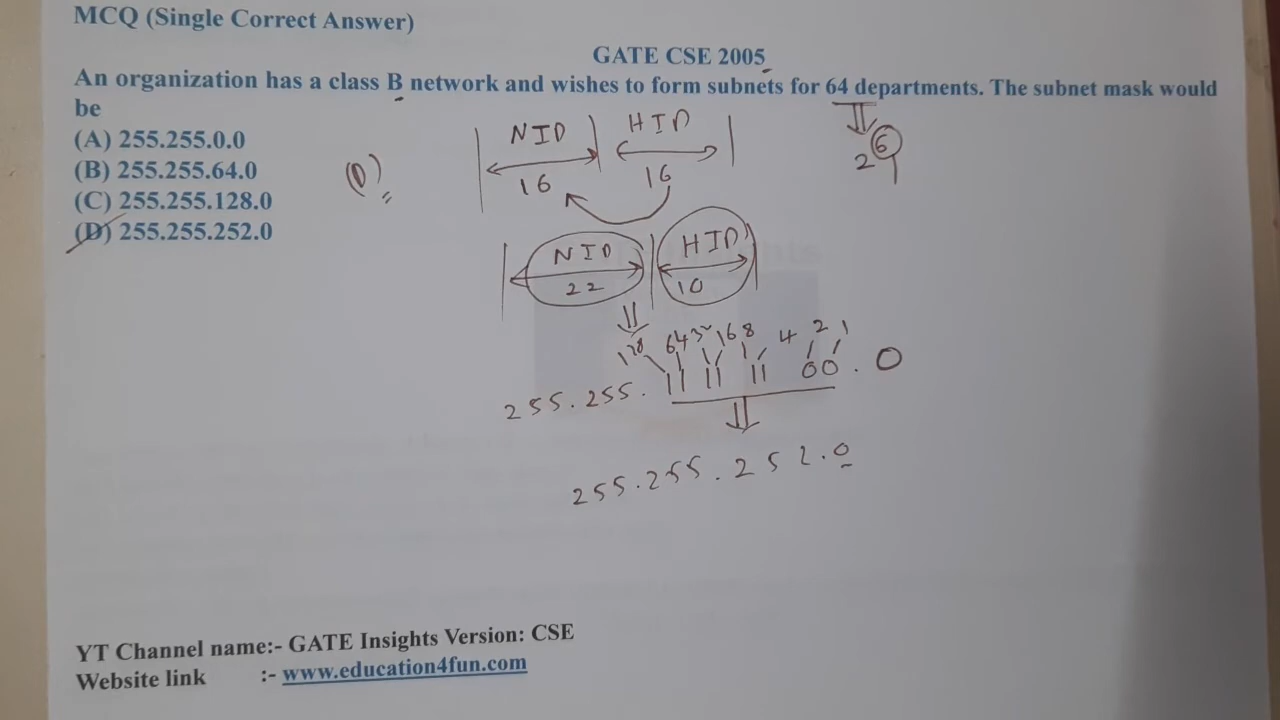 MCQ (Single Correct Answer)
GATE CSE 2005
An organization has a class B network and wishes to form subnets for 64 departments. The subnet mask would
be
(A) 255.255.0.0
(B) 255.255.64.0
(C) 255.255.128.0
(D) 255.255.252.0
(D)
NID HID
16 16
2 6
NID HID
22 10
128 64 32 16 8 4 2 1
255.255. 11 11 11 00 . 0
255.255.252.0
YT Channel name:- GATE Insights Version: CSE
Website link :- www.education4fun.com